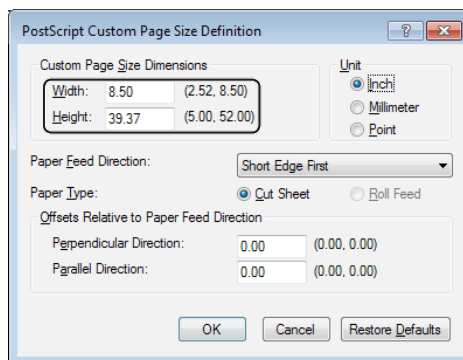 PostScript Custom Page Size Definition
Custom Page Size Dimensions
Width: 8.50 (2.52, 8.50)
Height: 39.37 (5.00, 52.00)
Unit
Inch
Millimeter
Point
Paper Feed Direction: Short Edge First
Paper Type: Cut Sheet Roll Feed
Offsets Relative to Paper Feed Direction
Perpendicular Direction: 0.00 (0.00, 0.00)
Parallel Direction: 0.00 (0.00, 0.00)
OK Cancel Restore Defaults